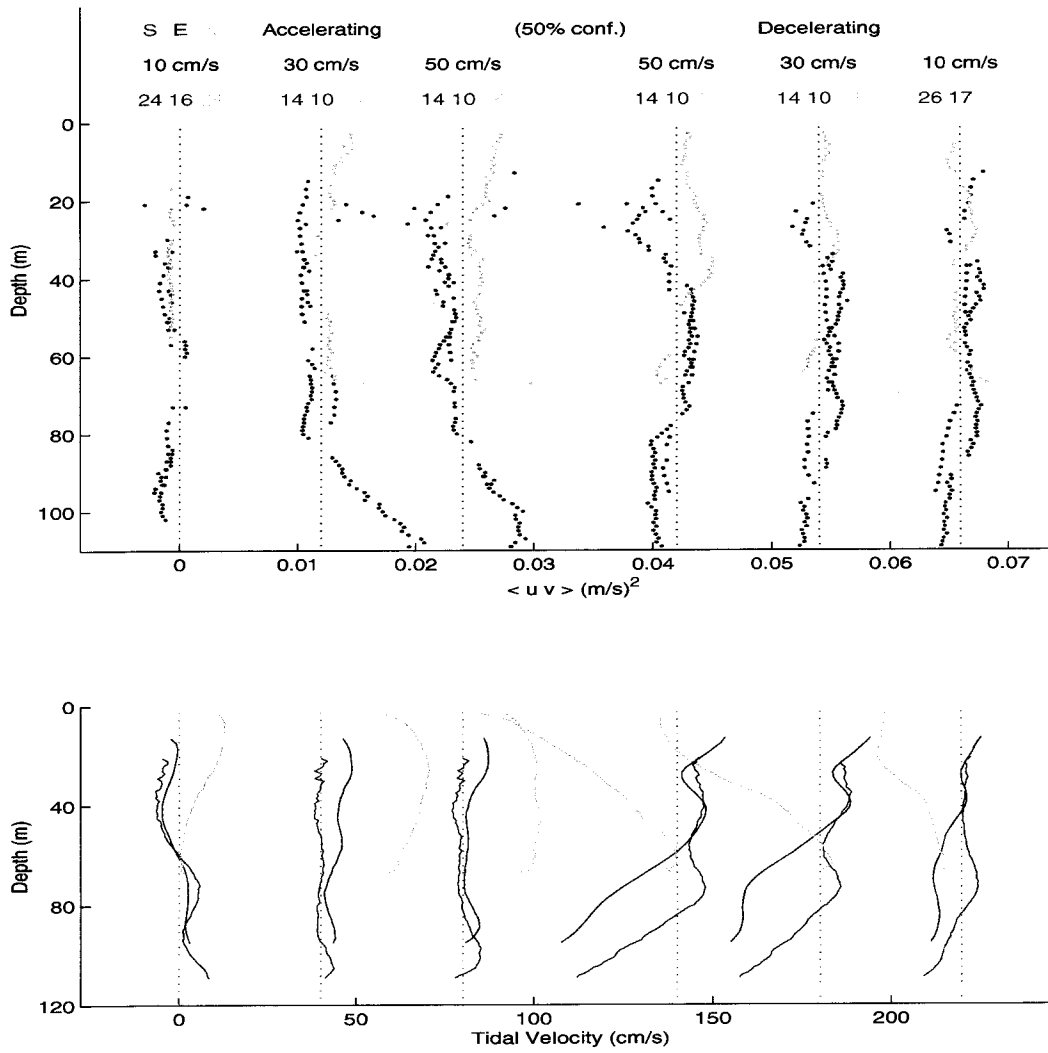 S E Accelerating (50% conf.) Decelerating
10 cm/s 30 cm/s 50 cm/s 50 cm/s 30 cm/s 10 cm/s
24 16 14 10 14 10 14 10 14 10 26 17
0
20
40
60
80
100
Depth (m)
0 0.01 0.02 0.03 0.04 0.05 0.06 0.07
< u v > (m/s)²
0
40
80
120
Depth (m)
0 50 100 150 200
Tidal Velocity (cm/s)